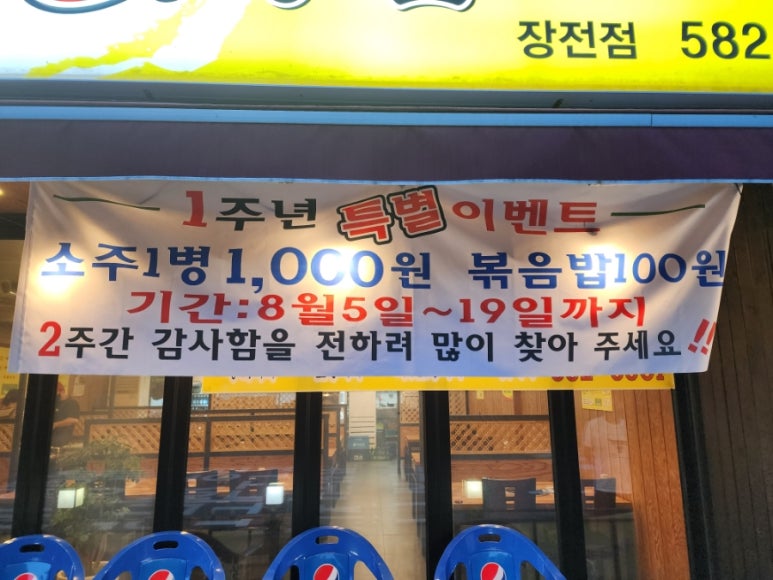 장전점 582
1주년 특별 이벤트
소주1병 1,000원 볶음밥100원
기간:8월5일~19일까지
2주간 감사함을 전하려 많이 찾아 주세요!!